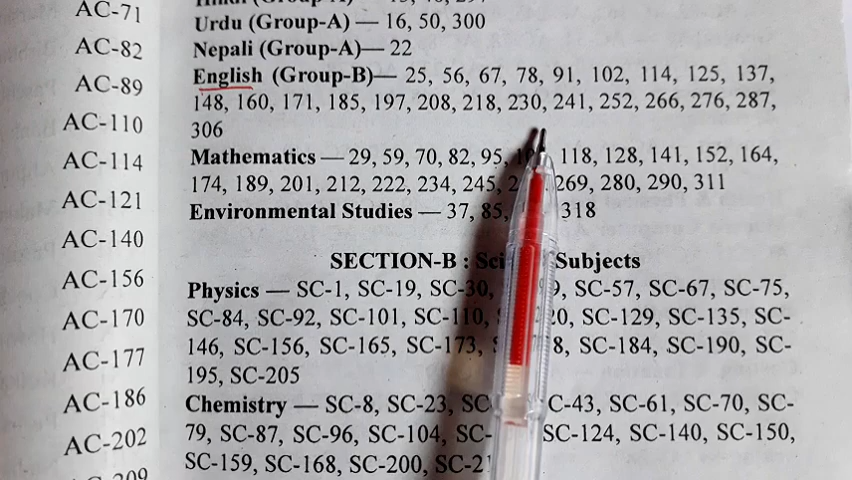 AC-71
AC-82
AC-89
AC-110
AC-114
AC-121
AC-140
AC-156
AC-170
AC-177
AC-186
AC-202
Urdu (Group-A) — 16, 50, 300
Nepali (Group-A)— 22
English (Group-B)— 25, 56, 67, 78, 91, 102, 114, 125, 137,
148, 160, 171, 185, 197, 208, 218, 230, 241, 252, 266, 276, 287,
306
Mathematics — 29, 59, 70, 82, 95, 118, 128, 141, 152, 164,
174, 189, 201, 212, 222, 234, 245, 269, 280, 290, 311
Environmental Studies — 37, 85, 318
SECTION-B : Subjects
Physics — SC-1, SC-19, SC-30, SC-57, SC-67, SC-75,
SC-84, SC-92, SC-101, SC-110, SC-129, SC-135, SC-
146, SC-156, SC-165, SC-173, SC-184, SC-190, SC-
195, SC-205
Chemistry — SC-8, SC-23, SC-61, SC-70, SC-
79, SC-87, SC-96, SC-104, SC-124, SC-140, SC-150,
SC-159, SC-168, SC-200,